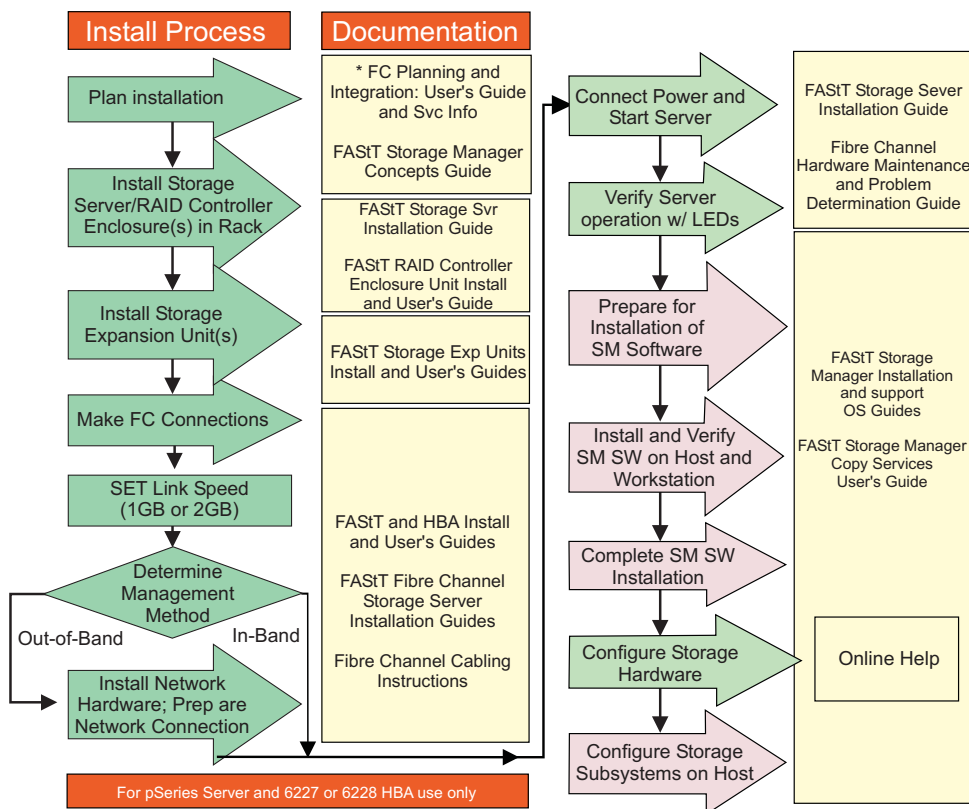 Install Process
Plan installation
Install Storage
Server/RAID Controller
Enclosure(s) in Rack
Install Storage
Expansion Unit(s)
Make FC Connections
SET Link Speed
(1GB or 2GB)
Determine
Management
Method
Out-of-Band
In-Band
Install Network
Hardware; Prep are
Network Connection
For pSeries Server and 6227 or 6228 HBA use only
Documentation
* FC Planning and
Integration: User's Guide
and Svc Info
FAStT Storage Manager
Concepts Guide
FAStT Storage Svr
Installation Guide
FAStT RAID Controller
Enclosure Unit Install
and User's Guide
FAStT Storage Exp Units
Install and User's Guides
FAStT and HBA Install
and User's Guides
FAStT Fibre Channel
Storage Server
Installation Guides
Fibre Channel Cabling
Instructions
Connect Power and
Start Server
Verify Server
operation w/ LEDs
Prepare for
Installation of
SM Software
Install and Verify
SM SW on Host and
Workstation
Complete SM SW
Installation
Configure Storage
Hardware
Configure Storage
Subsystems on Host
FAStT Storage Sever
Installation Guide
Fibre Channel
Hardware Maintenance
and Problem
Determination Guide
FAStT Storage
Manager Installation
and support
OS Guides
FAStT Storage Manager
Copy Services
User's Guide
Online Help